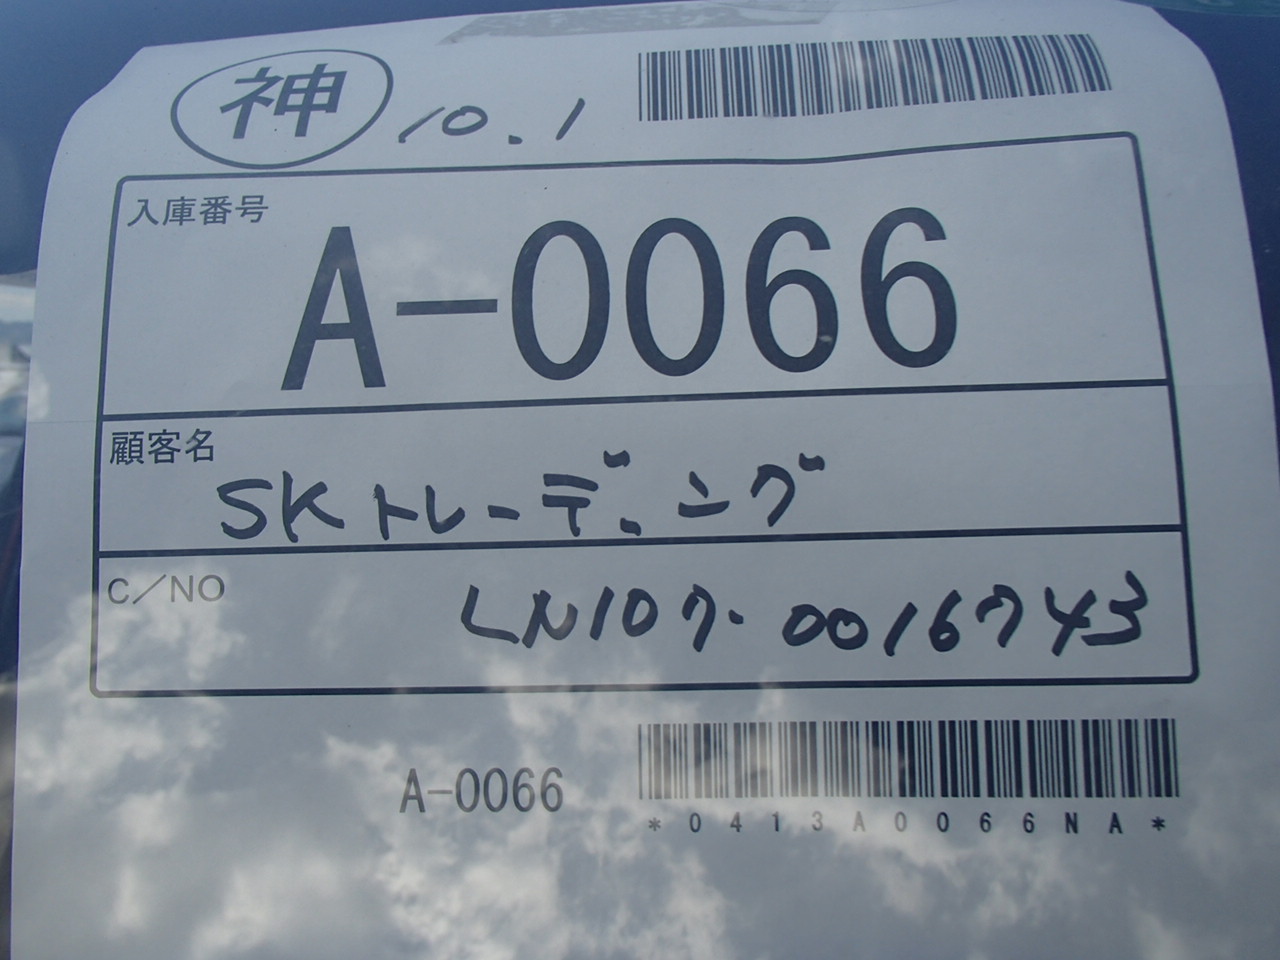 神 10.1
入庫番号
A-0066
顧客名
SKトレーディング
C/NO
LN107-0016743
A-0066
*0413A0066NA*